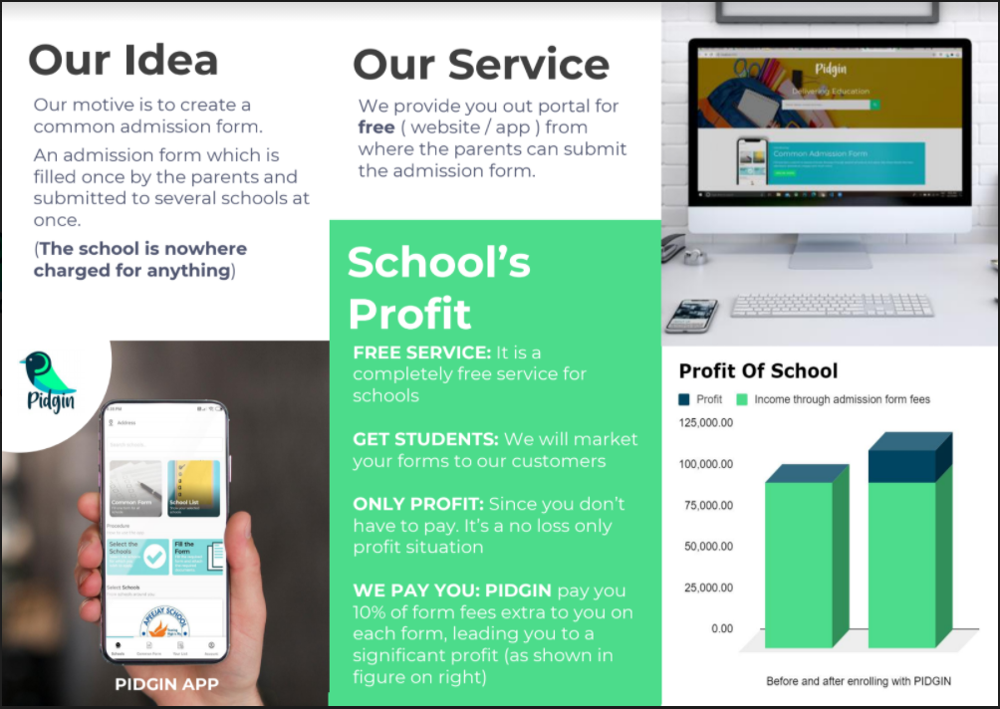 Our Idea
Our motive is to create a
common admission form.
An admission form which is
filled once by the parents and
submitted to several schools at
once.
(The school is nowhere
charged for anything)
Pidgin
Address
Common Form
School List
Procedure
Select the
Schools
Fill the
Form
Select Schools
APEEJAY SCHOOL
Schools
PIDGIN APP
Our Service
We provide you out portal for
free ( website / app ) from
where the parents can submit
the admission form.
School's
Profit
FREE SERVICE: It is a
completely free service for
schools
GET STUDENTS: We will market
your forms to our customers
ONLY PROFIT: Since you don't
have to pay. It's a no loss only
profit situation
WE PAY YOU: PIDGIN pay you
10% of form fees extra to you on
each form, leading you to a
significant profit (as shown in
figure on right)
Pidgin
Delivering Education
Common Admission Form
Profit Of School
Profit Income through admission form fees
125,000.00
100,000.00
75,000.00
50,000.00
25,000.00
0.00
Before and after enrolling with PIDGIN